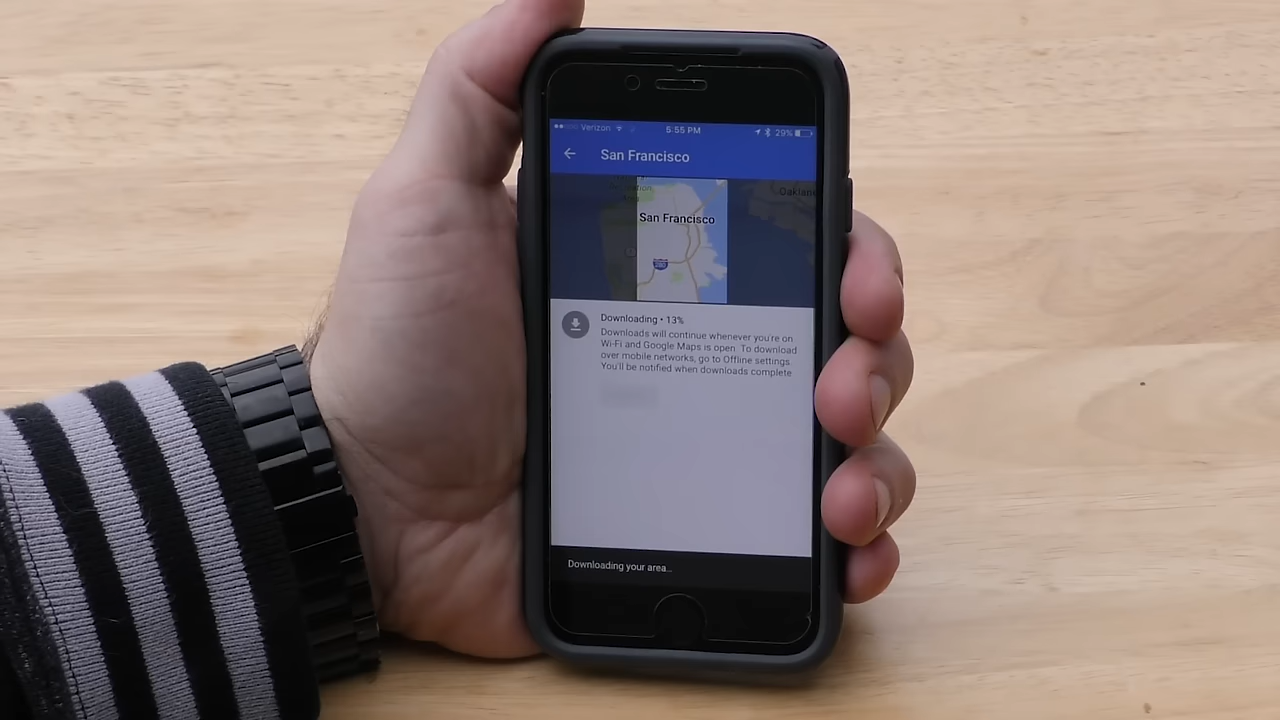 Verizon 5:55 PM 29%
San Francisco
Oaklan
San Francisco
280
Downloading • 13%
Downloads will continue whenever you're on
Wi-Fi and Google Maps is open. To download
over mobile networks, go to Offline settings.
You'll be notified when downloads complete
Downloading your area...